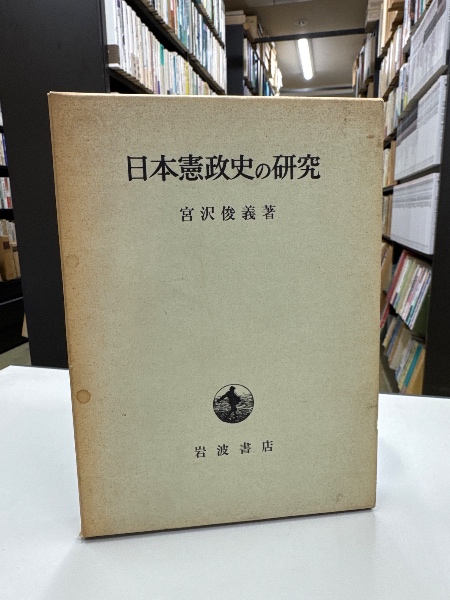 日本憲政史の研究
宮沢俊義著
岩波書店